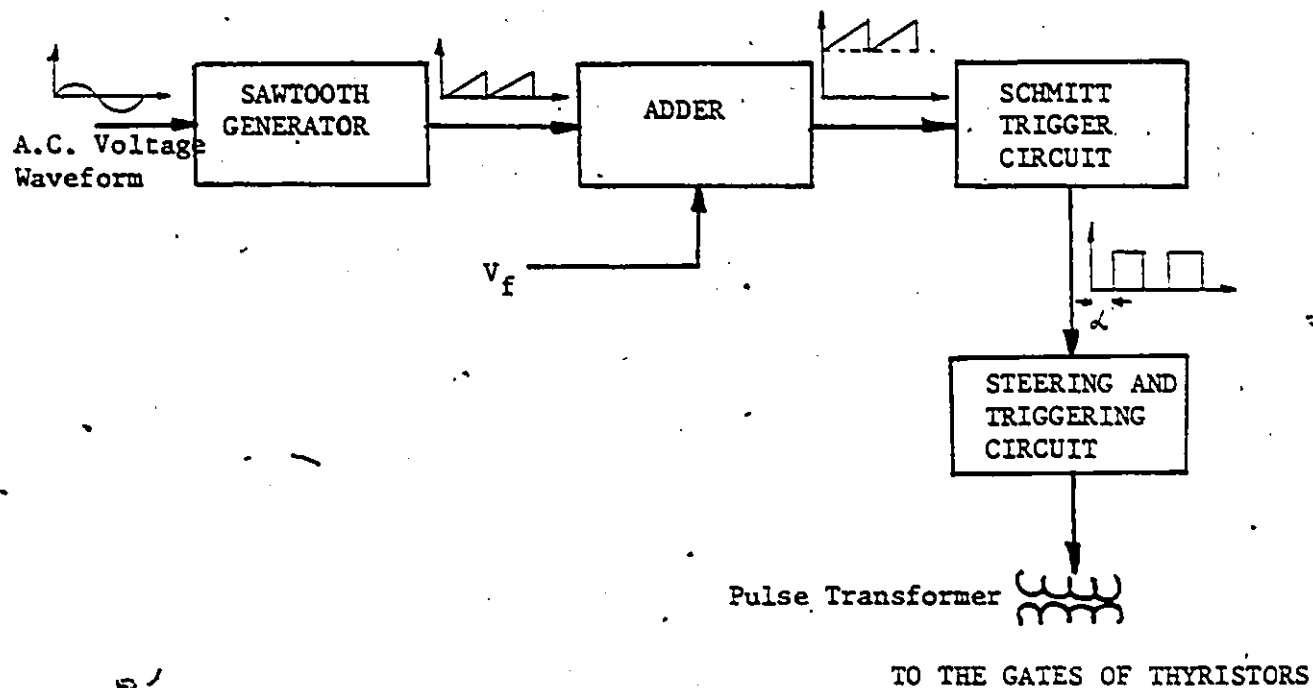 A.C. Voltage
Waveform
SAWTOOTH
GENERATOR
ADDER
V_f
SCHMITT
TRIGGER
CIRCUIT
α
STEERING AND
TRIGGERING
CIRCUIT
Pulse Transformer
TO THE GATES OF THYRISTORS